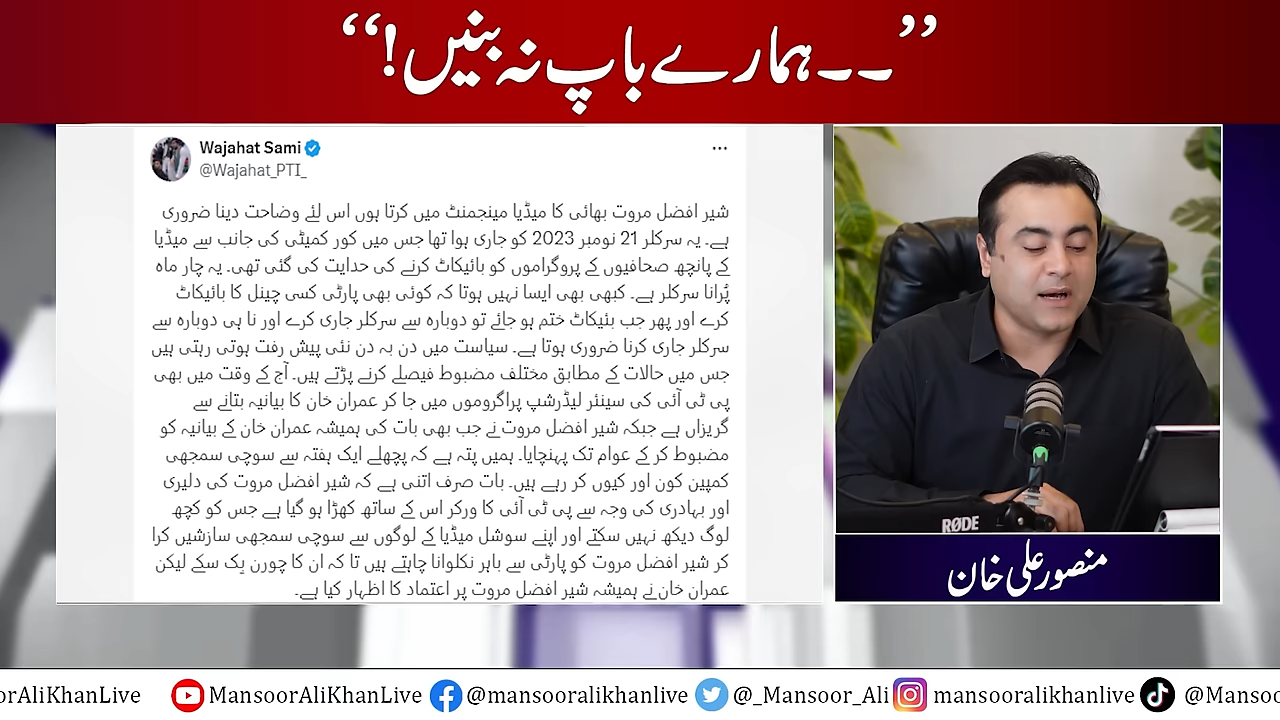 ”۔۔ہمارے باپ نہ بنیں!“
Wajahat Sami
@Wajahat_PTI_
شیر افضل مروت بھائی کا میڈیا مینجمنٹ میں کرتا ہوں اس لئے وضاحت دینا ضروری
ہے۔ یہ سرکلر 21 نومبر 2023 کو جاری ہوا تھا جس میں کور کمیٹی کی جانب سے میڈیا
کے پانچ صحافیوں کے پروگراموں کو بائیکاٹ کرنے کی حدایت کی گئی تھی۔ یہ چار ماہ
پُرانا سرکلر ہے۔ کبھی بھی ایسا نہیں ہوتا کہ کوئی بھی پارٹی کسی چینل کا بائیکاٹ
کرے اور پھر جب بئیکاٹ ختم ہو جائے تو دوبارہ سے سرکلر جاری کرے اور نا ہی دوبارہ سے
سرکلر جاری کرنا ضروری ہوتا ہے۔ سیاست میں دن بہ دن نئی پیش رفت ہوتی رہتی ہیں
جس میں حالات کے مطابق مختلف مضبوط فیصلے کرنے پڑتے ہیں۔ آج کے وقت میں بھی
پی ٹی آئی کی سینئر لیڈرشپ پراگروموں میں جا کر عمران خان کا بیانیہ بتانے سے
گریزاں ہے جبکہ شیر افضل مروت نے جب بھی بات کی ہمیشہ عمران خان کے بیانیہ کو
مضبوط کر کے عوام تک پہنچایا۔ ہمیں پتہ ہے کہ پچھلے ایک ہفتہ سے سوچی سمجھی
کمپین کون اور کیوں کر رہے ہیں۔ بات صرف اتنی ہے کہ شیر افضل مروت کی دلیری
اور بہادری کی وجہ سے پی ٹی آئی کا ورکر اس کے ساتھ کھڑا ہو گیا ہے جس کو کچھ
لوگ دیکھ نہیں سکتے اور اپنے سوشل میڈیا کے لوگوں سے سوچی سمجھی سازشیں کرا
کر شیر افضل مروت کو پارٹی سے باہر نکلوانا چاہتے ہیں تا کہ ان کا چورن بِک سکے لیکن
عمران خان نے ہمیشہ شیر افضل مروت پر اعتماد کا اظہار کیا ہے۔
RØDE
منصور علی خان
orAliKhanLive MansoorAliKhanLive @mansooralikhanlive @_Mansoor_Ali mansooralikhanlive @Manso